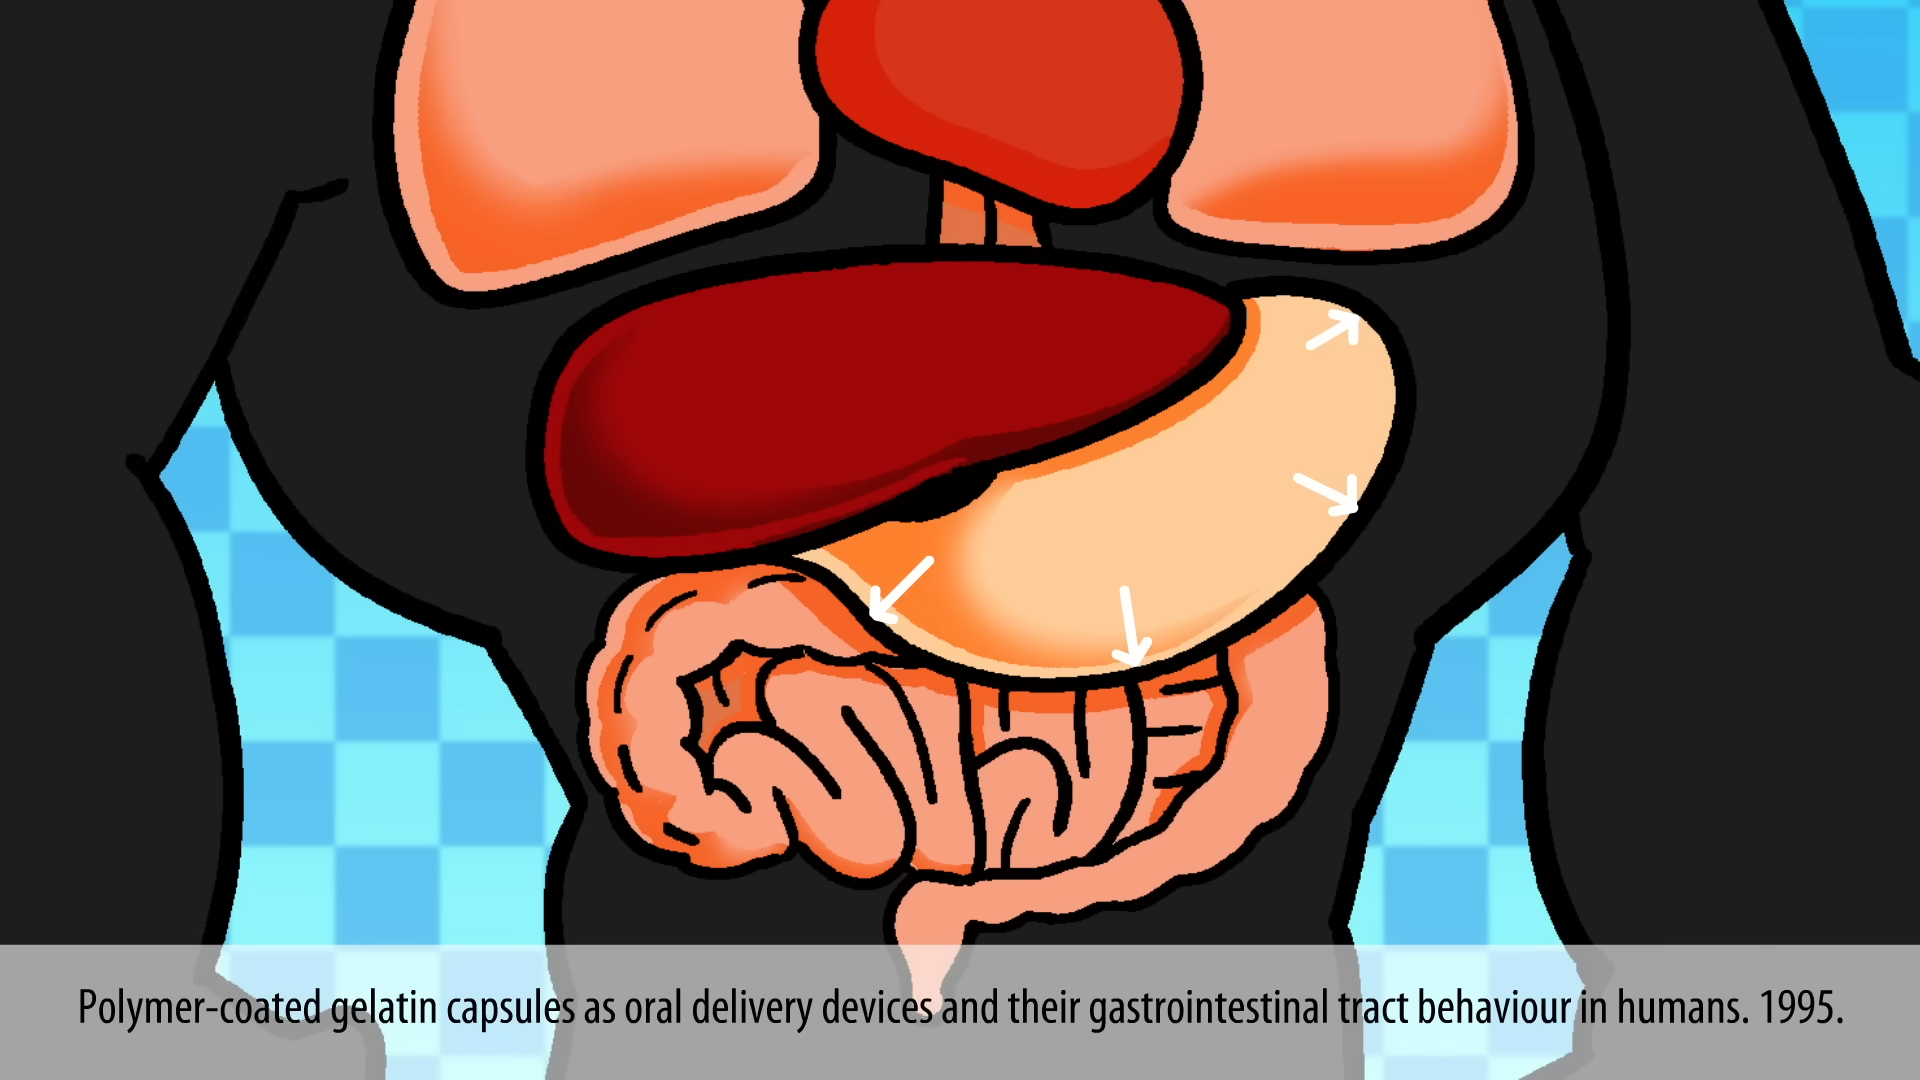 Polymer-coated gelatin capsules as oral delivery devices and their gastrointestinal tract behaviour in humans. 1995.